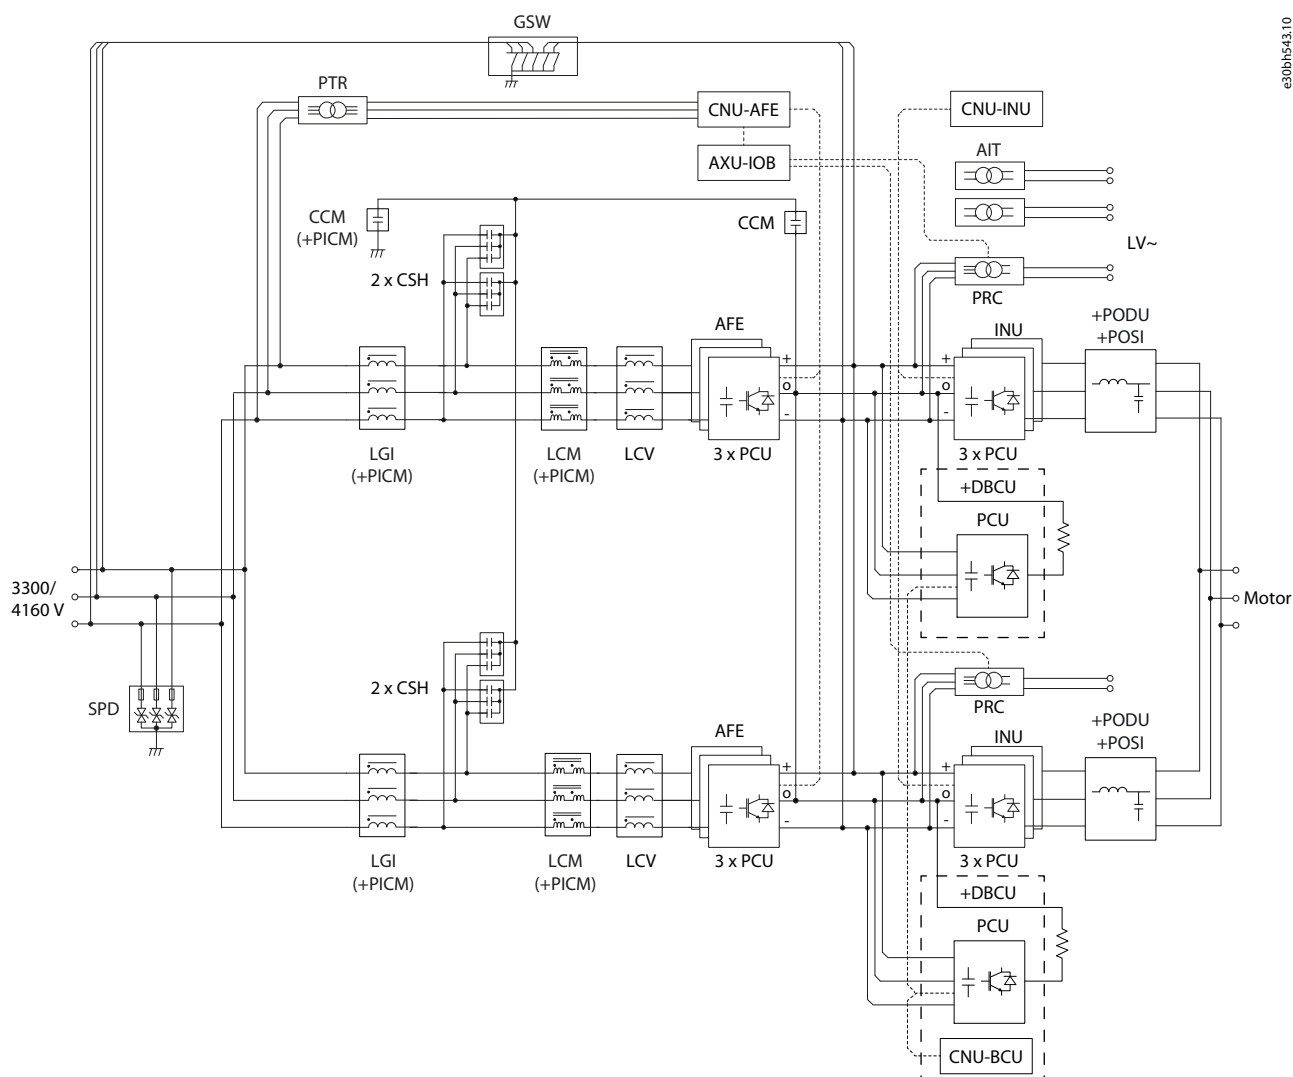 GSW
e30bh543.10
PTR
CNU-AFE
CNU-INU
AXU-IOB
AIT
CCM
(+PICM)
CCM
LV~
2 x CSH
PRC
AFE
INU
+PODU
+POSI
+
o
-
+
o
-
LGI
(+PICM)
LCM
(+PICM)
LCV
3 x PCU
3 x PCU
+DBCU
PCU
3300/
4160 V
Motor
2 x CSH
SPD
PRC
AFE
INU
+PODU
+POSI
+
o
-
+
o
-
LGI
(+PICM)
LCM
(+PICM)
LCV
3 x PCU
3 x PCU
+DBCU
PCU
CNU-BCU